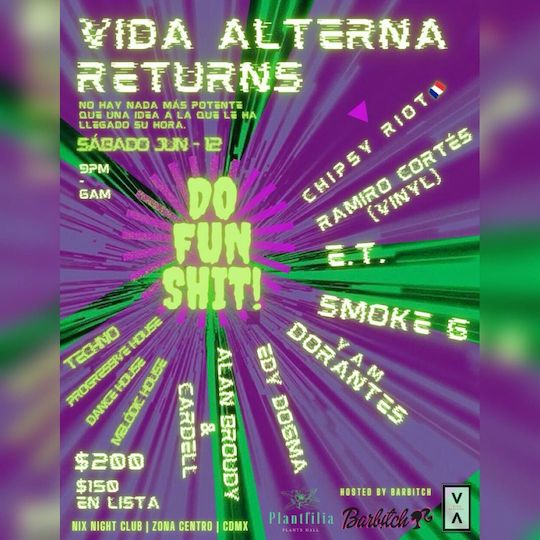 VIDA ALTERNA
RETURNS
NO HAY NADA MÁS POTENTE
QUE UNA IDEA A LA QUE LE HA
LLEGADO SU HORA.
SÁBADO JUN - 12
9PM
-
6AM
DO
FUN
SHIT!
CHIPSY RIOT
RAMIRO CORTÉS
(VINYL)
E.T.
SMOKE G
Y.A.M
DORANTES
EDY DOGMA
ALAN BROUDY
&
CARDELL
TECHNO
PROGRESSIVE HOUSE
DANCE HOUSE
MELÓDIC HOUSE
$200
$150
EN LISTA
Plantfilia
PLANTS HALL
HOSTED BY BARBITCH
Barbitch
V
A
NIX NIGHT CLUB | ZONA CENTRO | CDMX